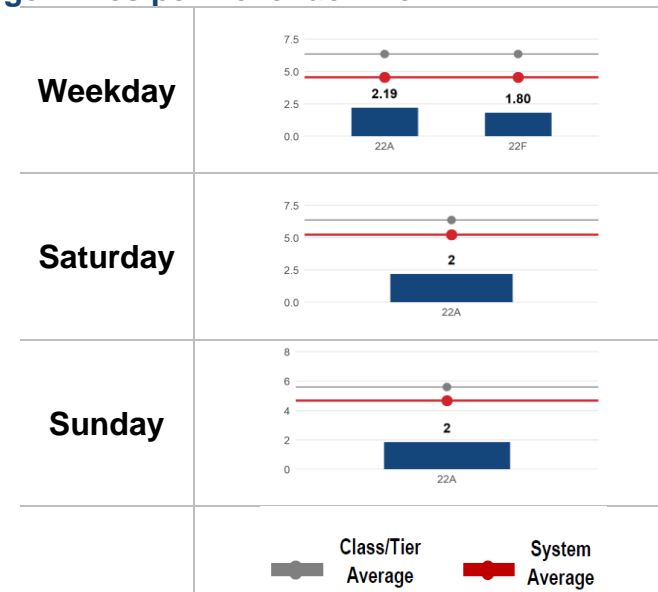 Weekday
7.5
5.0
2.5
0.0
2.19
1.80
22A
22F
Saturday
7.5
5.0
2.5
0.0
2
22A
Sunday
8
6
4
2
0
2
22A
Class/Tier
Average
System
Average